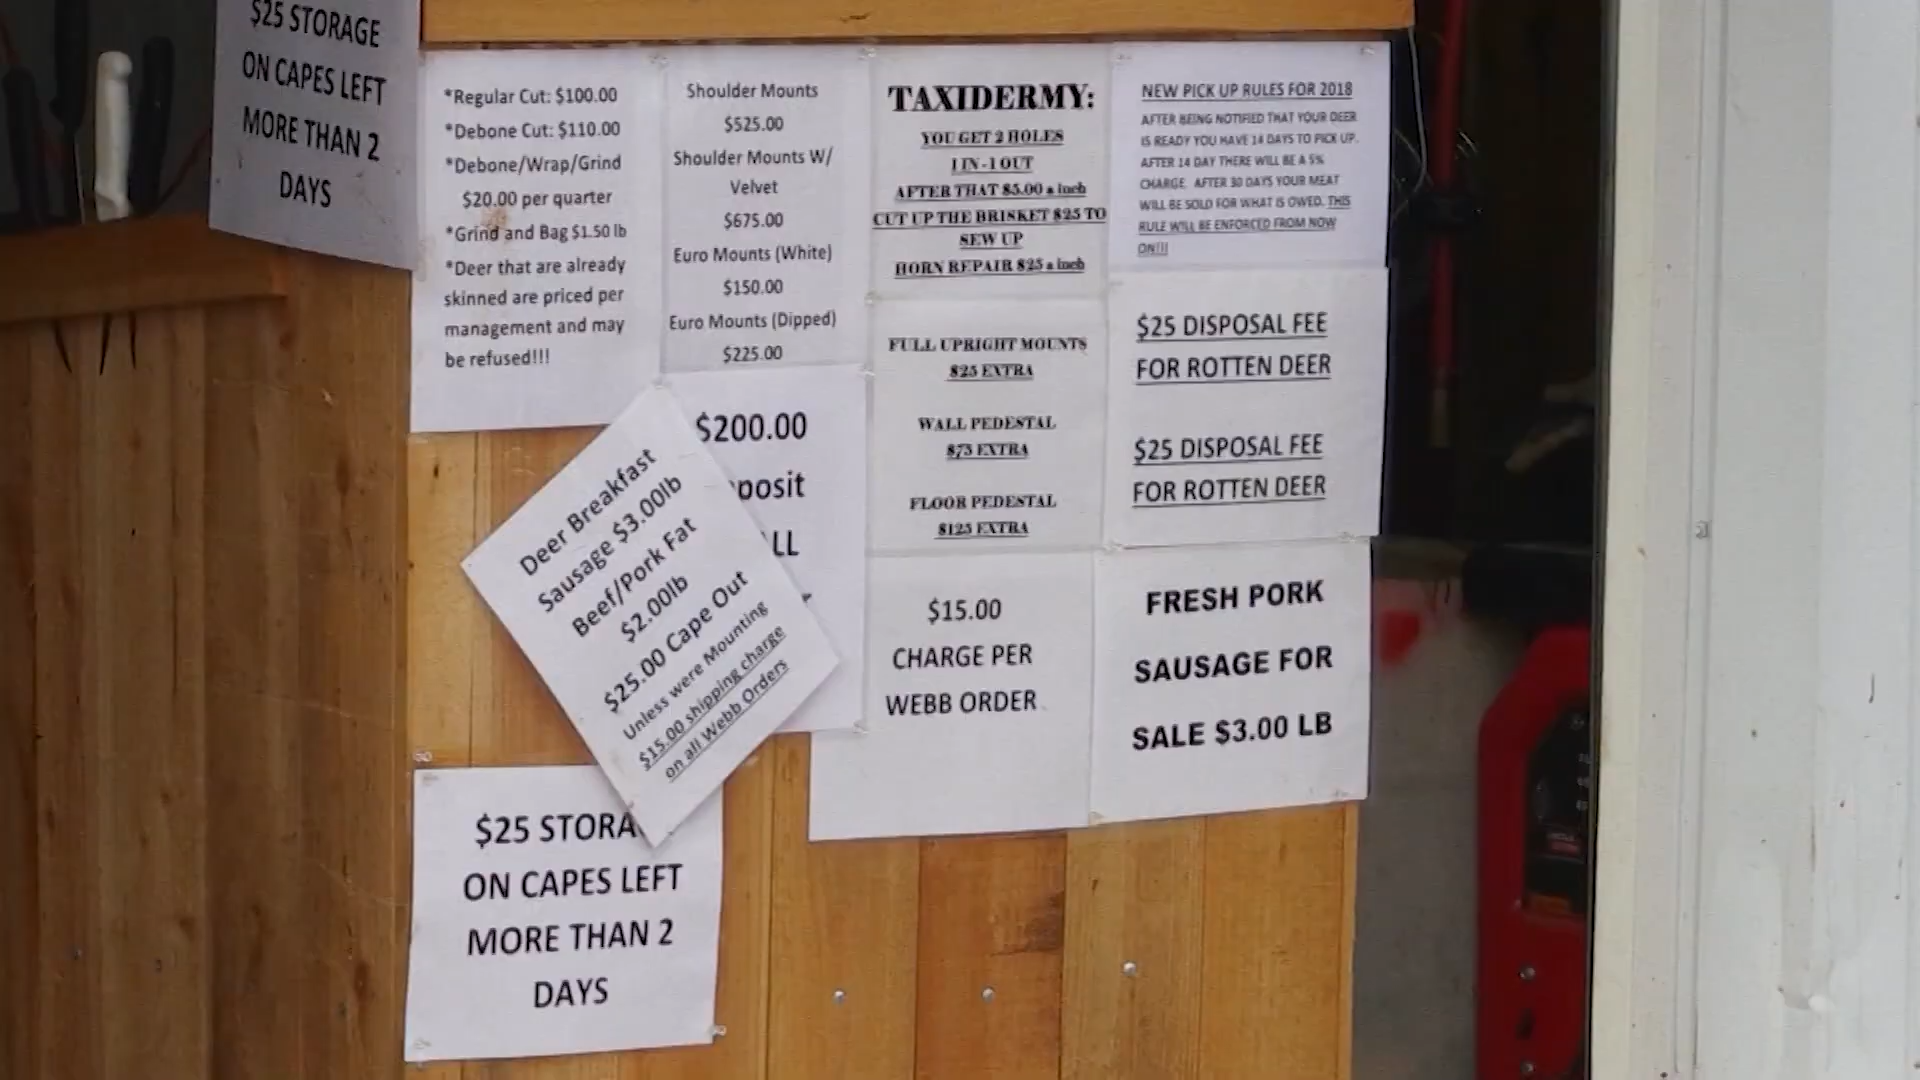 $25 STORAGE
ON CAPES LEFT
MORE THAN 2
DAYS
*Regular Cut: $100.00
*Debone Cut: $110.00
*Debone/Wrap/Grind
$20.00 per quarter
*Grind and Bag $1.50 lb
*Deer that are already
skinned are priced per
management and may
be refused!!!
Shoulder Mounts
$525.00
Shoulder Mounts W/
Velvet
$675.00
Euro Mounts (White)
$150.00
Euro Mounts (Dipped)
$225.00
TAXIDERMY:
YOU GET 2 HOLES
1 IN - 1 OUT
AFTER THAT $5.00 a inch
CUT UP THE BRISKET $25 TO
SEW UP
HORN REPAIR $25 a inch
NEW PICK UP RULES FOR 2018
AFTER BEING NOTIFIED THAT YOUR DEER
IS READY YOU HAVE 14 DAYS TO PICK UP.
AFTER 14 DAY THERE WILL BE A 5%
CHARGE. AFTER 30 DAYS YOUR MEAT
WILL BE SOLD FOR WHAT IS OWED. THIS
RULE WILL BE ENFORCED FROM NOW
ON!!!
FULL UPRIGHT MOUNTS
$25 EXTRA
WALL PEDESTAL
$75 EXTRA
FLOOR PEDESTAL
$125 EXTRA
$25 DISPOSAL FEE
FOR ROTTEN DEER
$25 DISPOSAL FEE
FOR ROTTEN DEER
$200.00
posit
LL
Deer Breakfast
Sausage $3.00lb
Beef/Pork Fat
$2.00lb
$25.00 Cape Out
Unless were Mounting
$15.00 shipping charge
on all Webb Orders
$15.00
CHARGE PER
WEBB ORDER
FRESH PORK
SAUSAGE FOR
SALE $3.00 LB
$25 STORA
ON CAPES LEFT
MORE THAN 2
DAYS